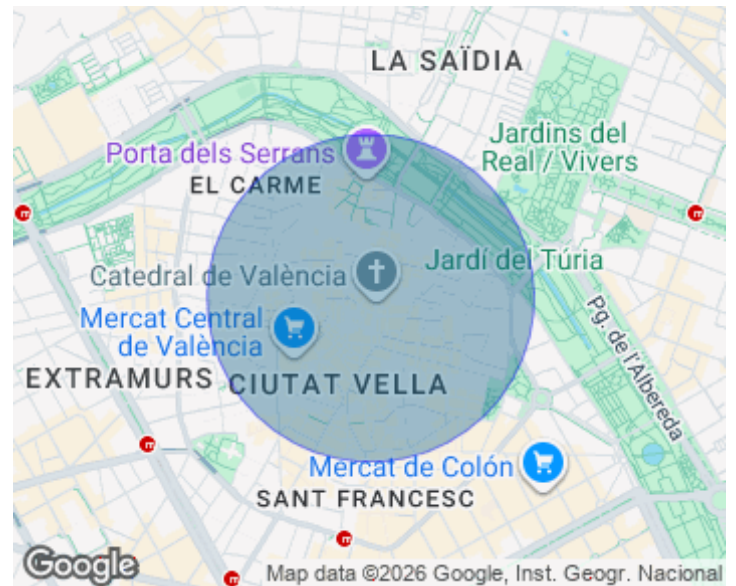 LA SAÏDIA
Porta dels Serrans
Jardins del
Real / Vivers
EL CARME
Catedral de València
Jardí del Túria
Mercat Central
de València
Pg. de l'Albereda
EXTRAMURS
CIUTAT VELLA
Mercat de Colón
SANT FRANCESC
Google
Map data ©2026 Google, Inst. Geogr. Nacional